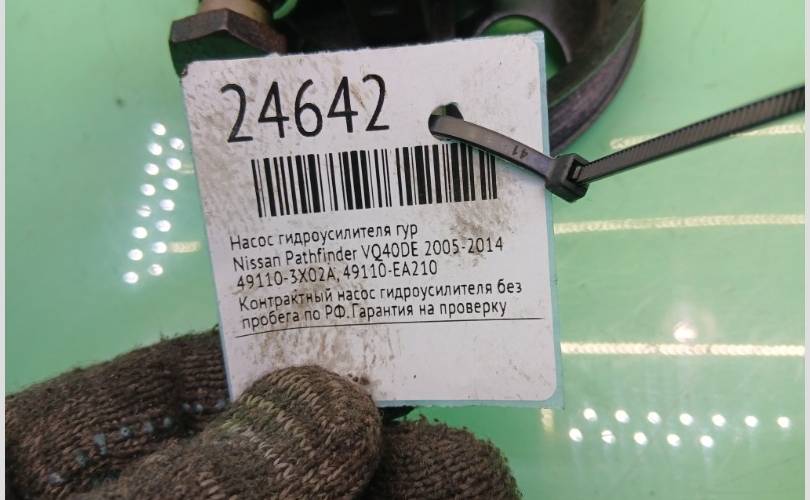 24642
41
Насос гидроусилителя гур
Nissan Pathfinder VQ40DE 2005-2014
49110-3X02A, 49110-EA210
Контрактный насос гидроусилителя без
пробега по РФ.Гарантия на проверку